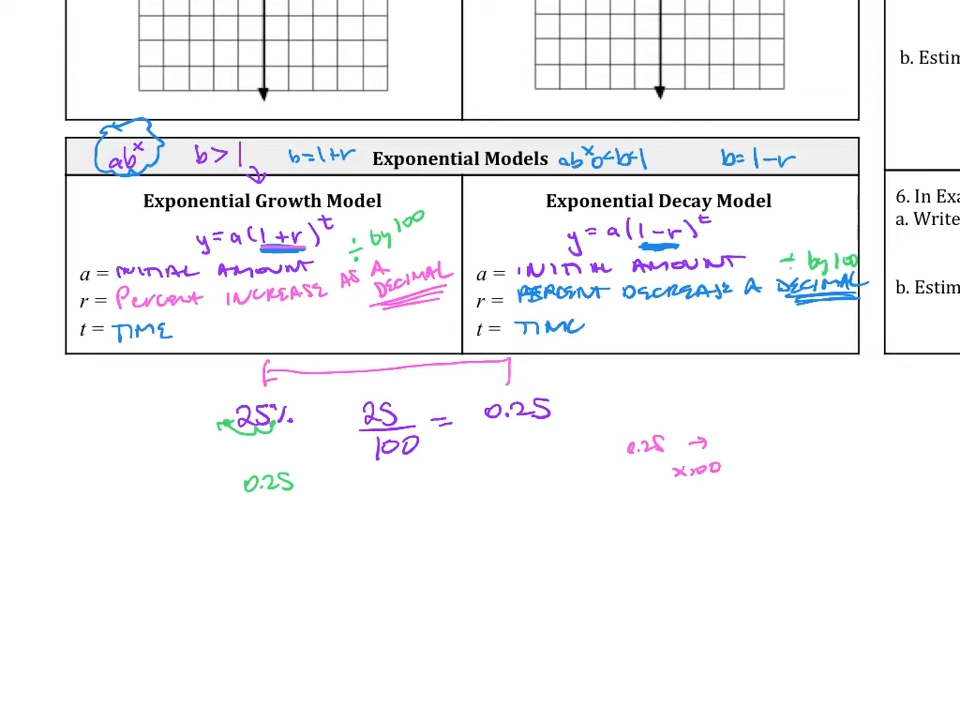 b. Estim
ab^x b > 1 b=1+r Exponential Models ab^x 0<b<1 b=1-r
Exponential Growth Model
y = a(1+r)^t
÷ by 100
a = INITIAL AMOUNT
r = PERCENT INCREASE AS A DECIMAL
t = TIME
Exponential Decay Model
y = a(1-r)^t
÷ by 100
a = INITIAL AMOUNT
r = PERCENT DECREASE A DECIMAL
t = TIME
6. In Exa
a. Write
b. Estim
25% 25/100 = 0.25
0.25
0.25 →
x100